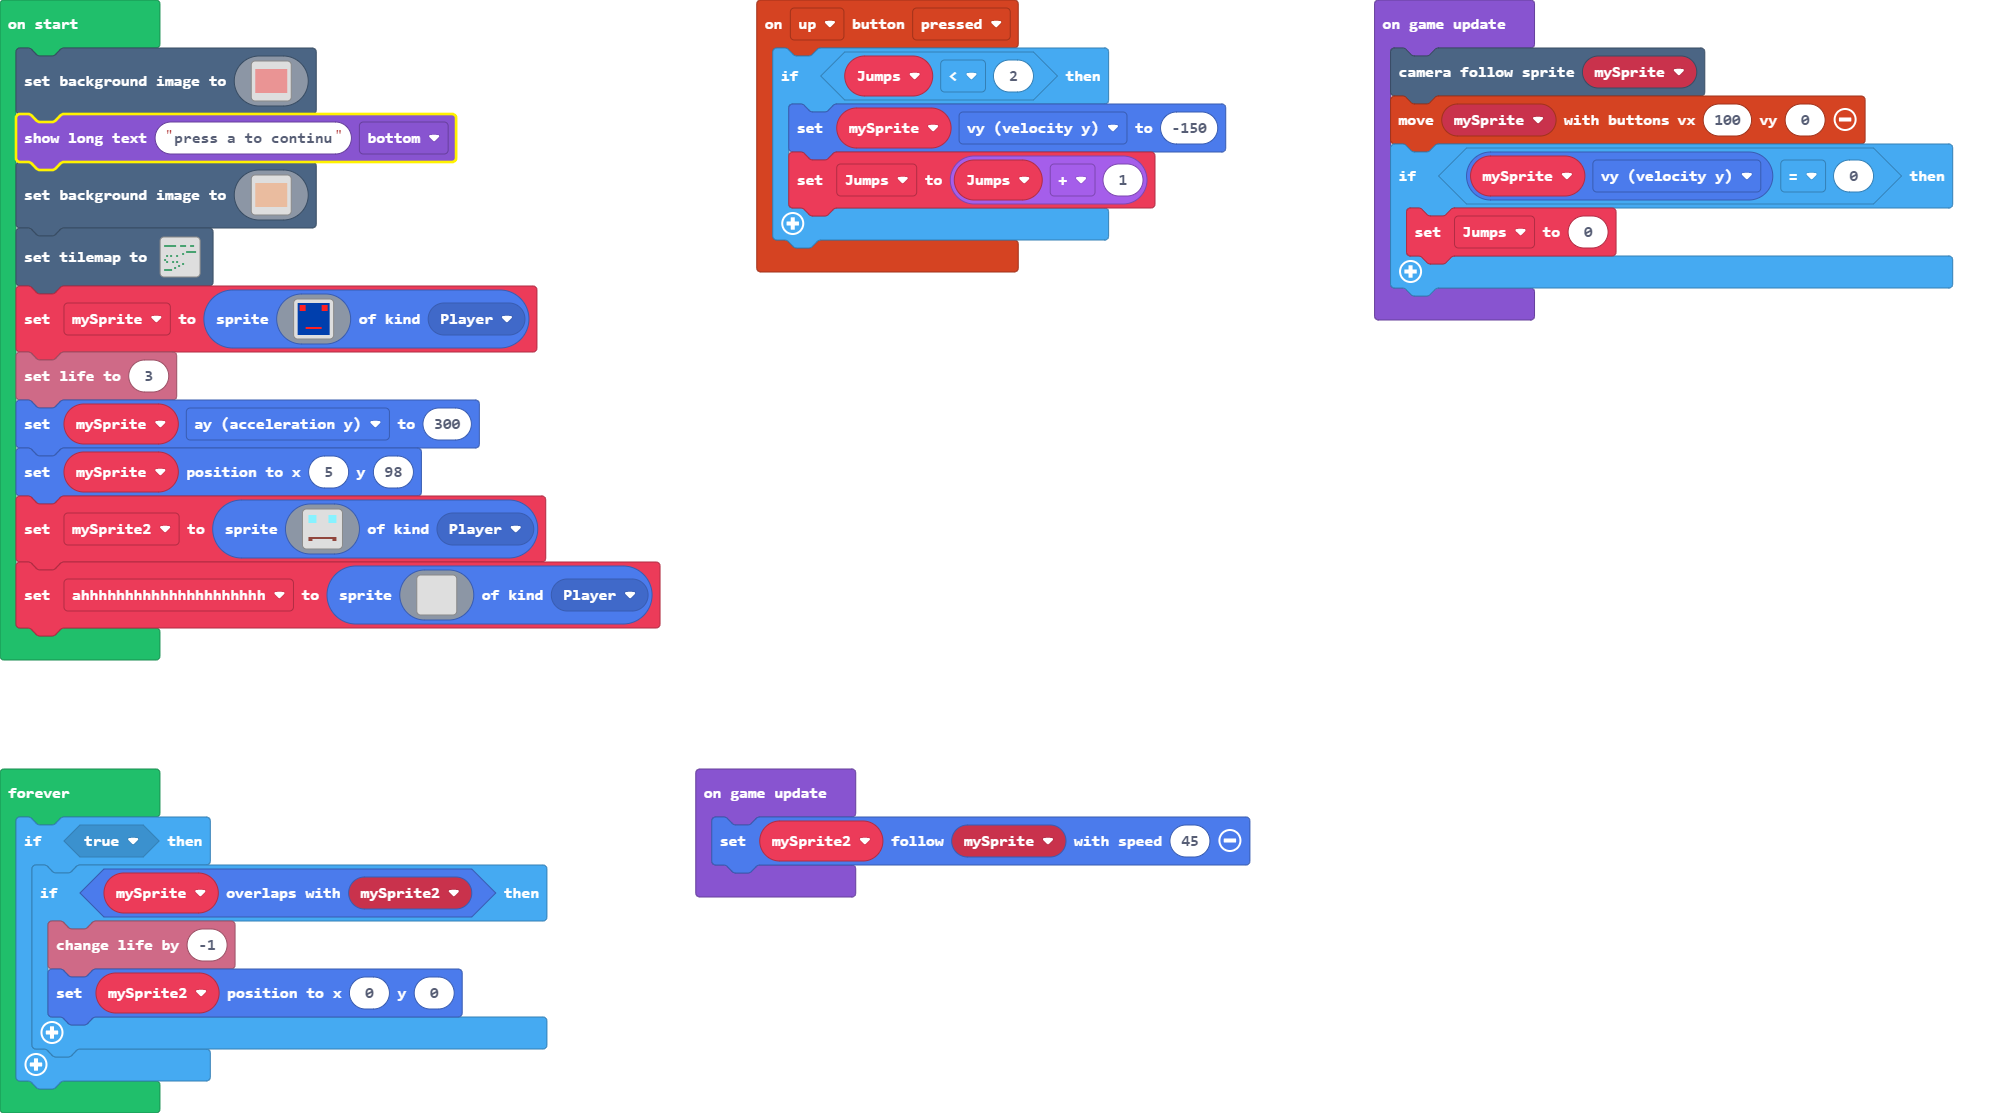 on start
set background image to
show long text "press a to continu" bottom
set background image to
set tilemap to
set mySprite to sprite of kind Player
set life to 3
set mySprite ay (acceleration y) to 300
set mySprite position to x 5 y 98
set mySprite2 to sprite of kind Player
set ahhhhhhhhhhhhhhhhhhhhh to sprite of kind Player
on up button pressed
if Jumps < 2 then
set mySprite vy (velocity y) to -150
set Jumps to Jumps + 1
on game update
camera follow sprite mySprite
move mySprite with buttons vx 100 vy 0
if mySprite vy (velocity y) = 0 then
set Jumps to 0
forever
if true then
if mySprite overlaps with mySprite2 then
change life by -1
set mySprite2 position to x 0 y 0
on game update
set mySprite2 follow mySprite with speed 45